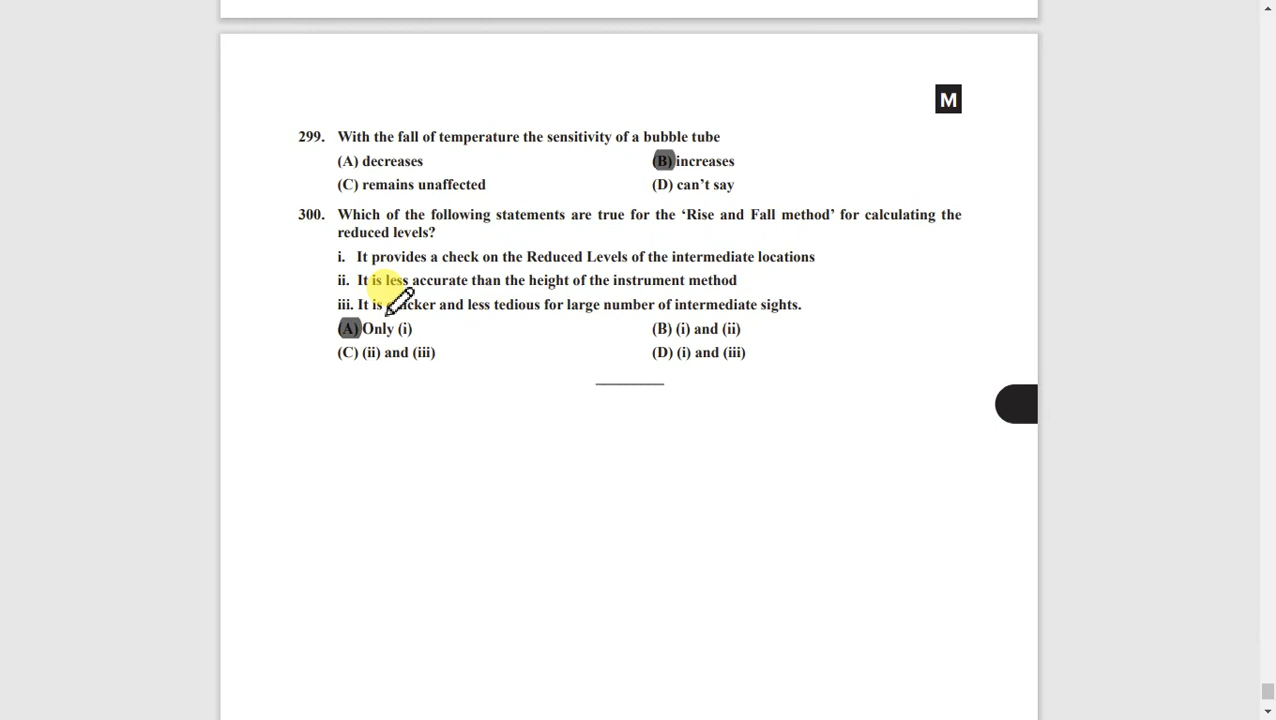 M
299. With the fall of temperature the sensitivity of a bubble tube
(A) decreases (B) increases
(C) remains unaffected (D) can't say
300. Which of the following statements are true for the 'Rise and Fall method' for calculating the
reduced levels?
i. It provides a check on the Reduced Levels of the intermediate locations
ii. It is less accurate than the height of the instrument method
iii. It is quicker and less tedious for large number of intermediate sights.
(A) Only (i) (B) (i) and (ii)
(C) (ii) and (iii) (D) (i) and (iii)